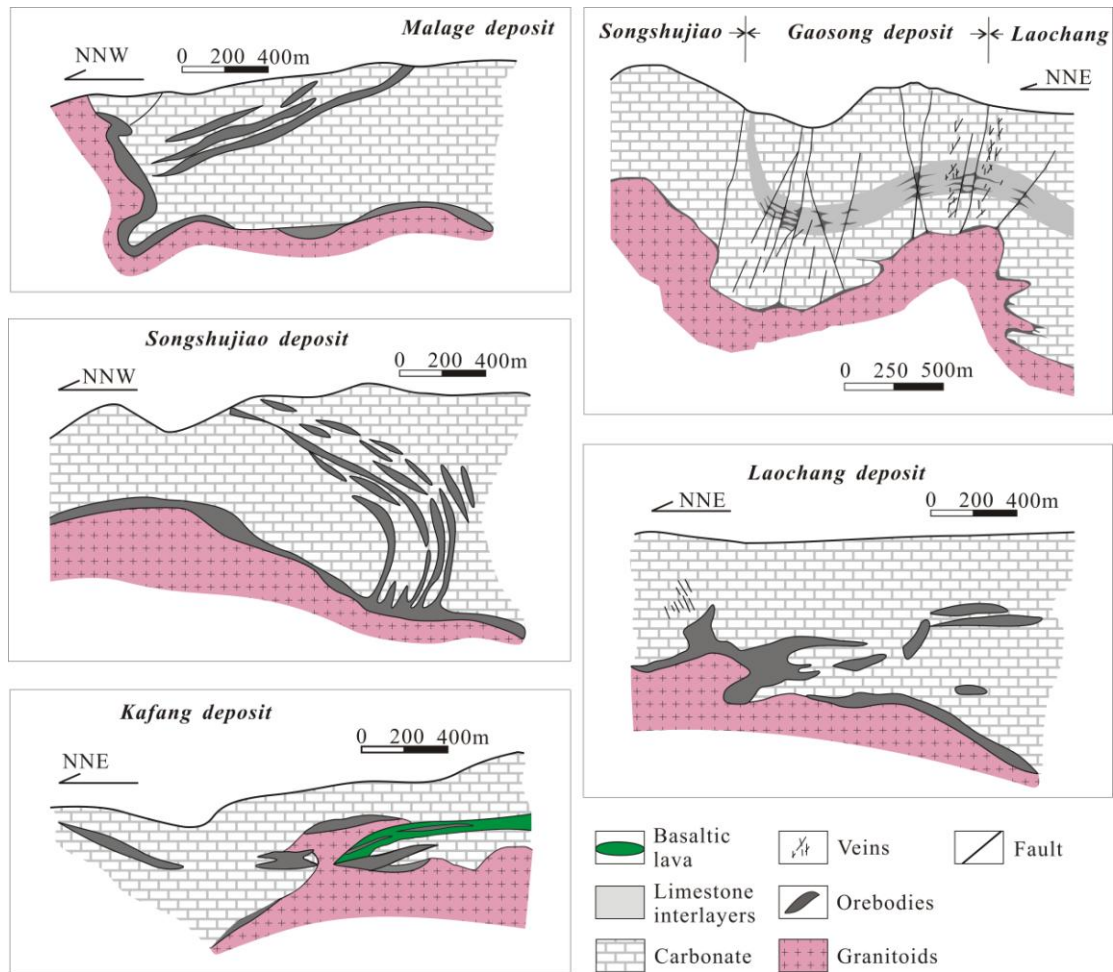 Malage deposit
NNW
0 200 400m
Songshujiao Gaosong deposit Laochang
NNE
0 250 500m
Songshujiao deposit
NNW
0 200 400m
Laochang deposit
NNE
0 200 400m
Kafang deposit
NNE
0 200 400m
Basaltic
lava
Veins
Fault
Limestone
interlayers
Orebodies
Carbonate
Granitoids